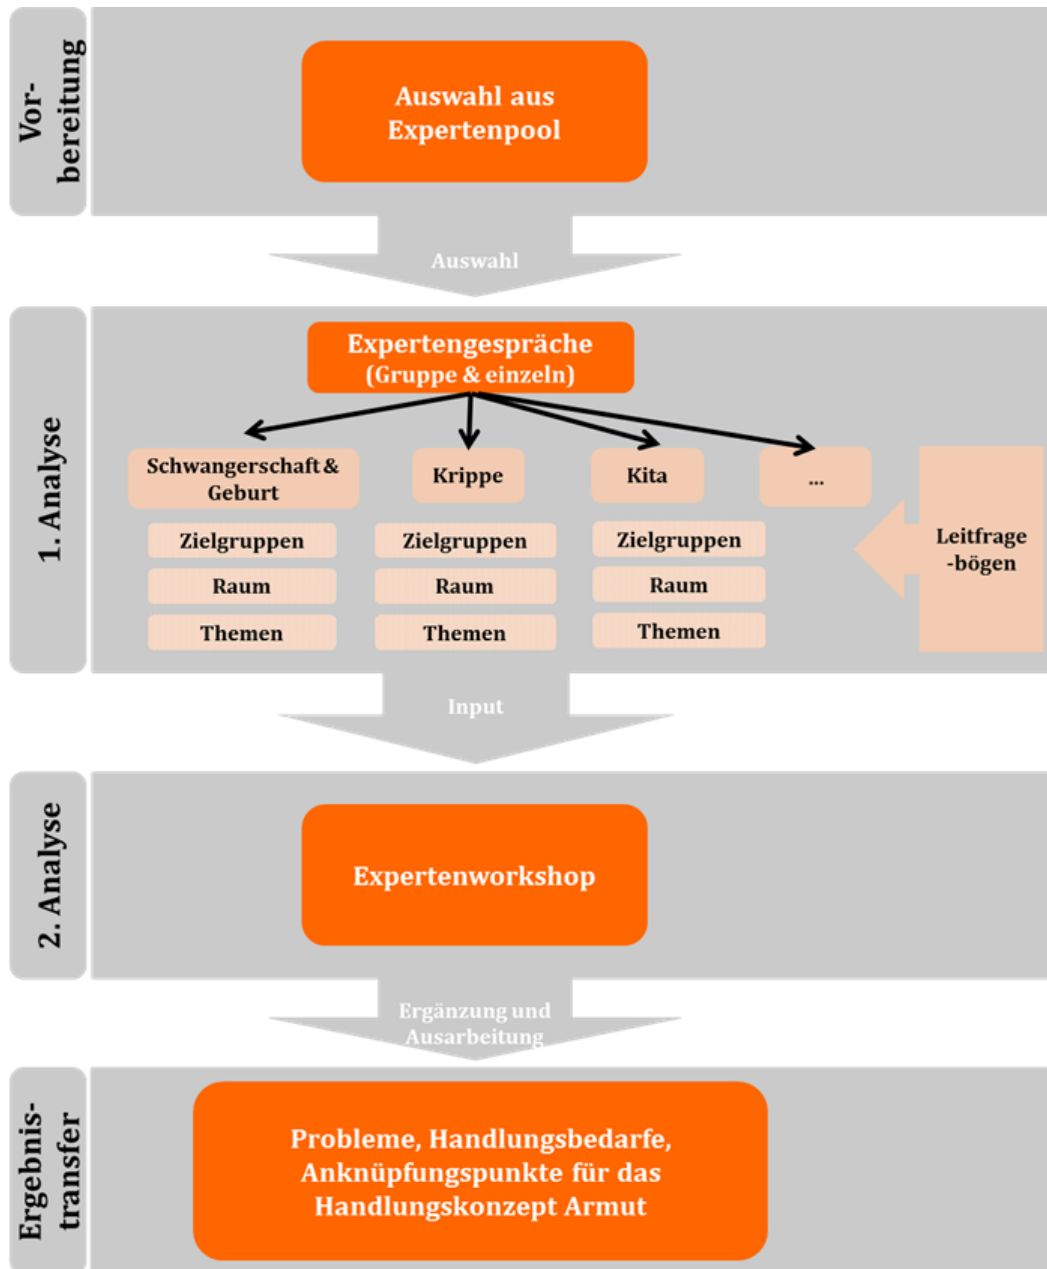 Vor-
bereitung
Auswahl aus
Expertenpool
Auswahl
1. Analyse
Expertengespräche
(Gruppe & einzeln)
Schwangerschaft &
Geburt
Krippe
Kita
...
Zielgruppen
Zielgruppen
Zielgruppen
Raum
Raum
Raum
Themen
Themen
Themen
Leitfrage
-bögen
Input
2. Analyse
Expertenworkshop
Ergänzung und
Ausarbeitung
Ergebnis-
transfer
Probleme, Handlungsbedarfe,
Anknüpfungspunkte für das
Handlungskonzept Armut